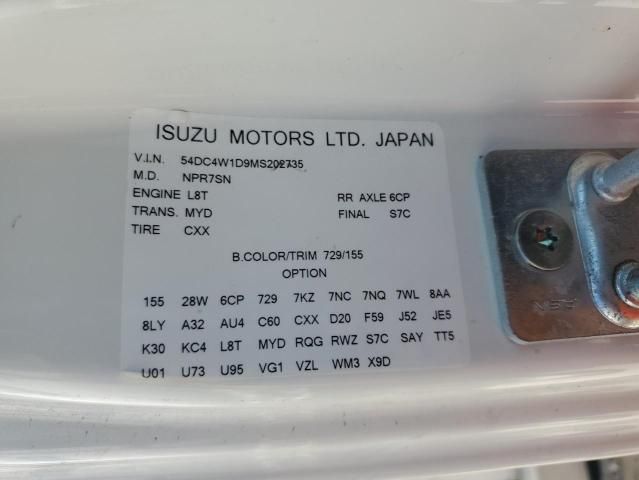 ISUZU MOTORS LTD. JAPAN
V.I.N. 54DC4W1D9MS202735
M.D. NPR7SN
ENGINE L8T RR AXLE 6CP
TRANS. MYD FINAL S7C
TIRE CXX
B.COLOR/TRIM 729/155
OPTION
155 28W 6CP 729 7KZ 7NC 7NQ 7WL 8AA
8LY A32 AU4 C60 CXX D20 F59 J52 JE5
K30 KC4 L8T MYD RQG RWZ S7C SAY TT5
U01 U73 U95 VG1 VZL WM3 X9D